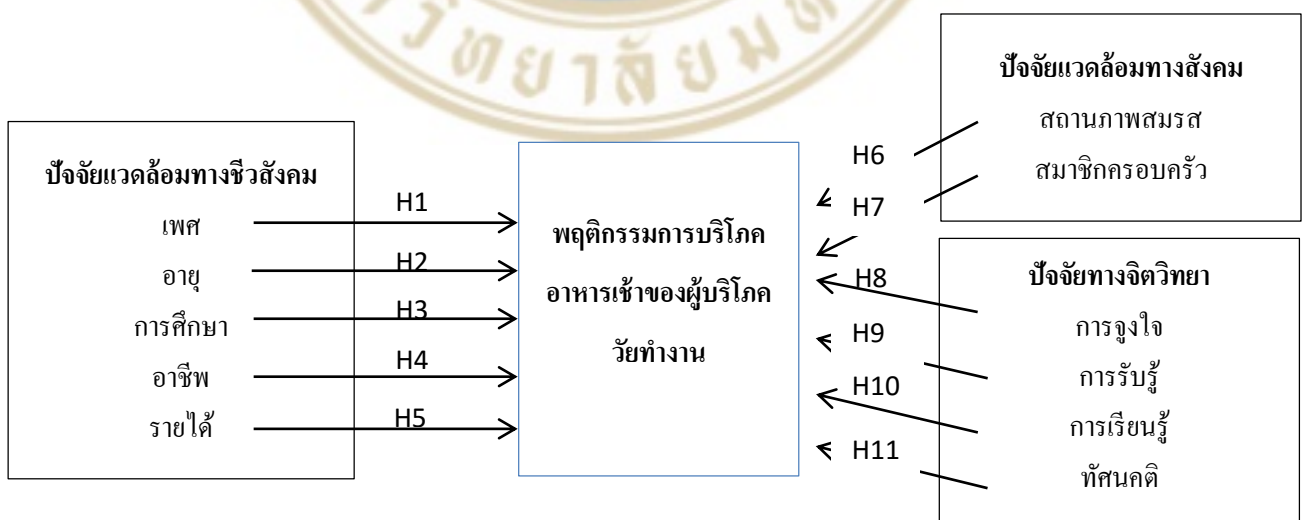 วิทยาลัยม
ปัจจัยแวดล้อมทางชีวสังคม
เพศ
อายุ
การศึกษา
อาชีพ
รายได้
H1
H2
H3
H4
H5
พฤติกรรมการบริโภค
อาหารเช้าของผู้บริโภค
วัยทำงาน
H6
H7
H8
H9
H10
H11
ปัจจัยแวดล้อมทางสังคม
สถานภาพสมรส
สมาชิกครอบครัว
ปัจจัยทางจิตวิทยา
การจูงใจ
การรับรู้
การเรียนรู้
ทัศนคติ